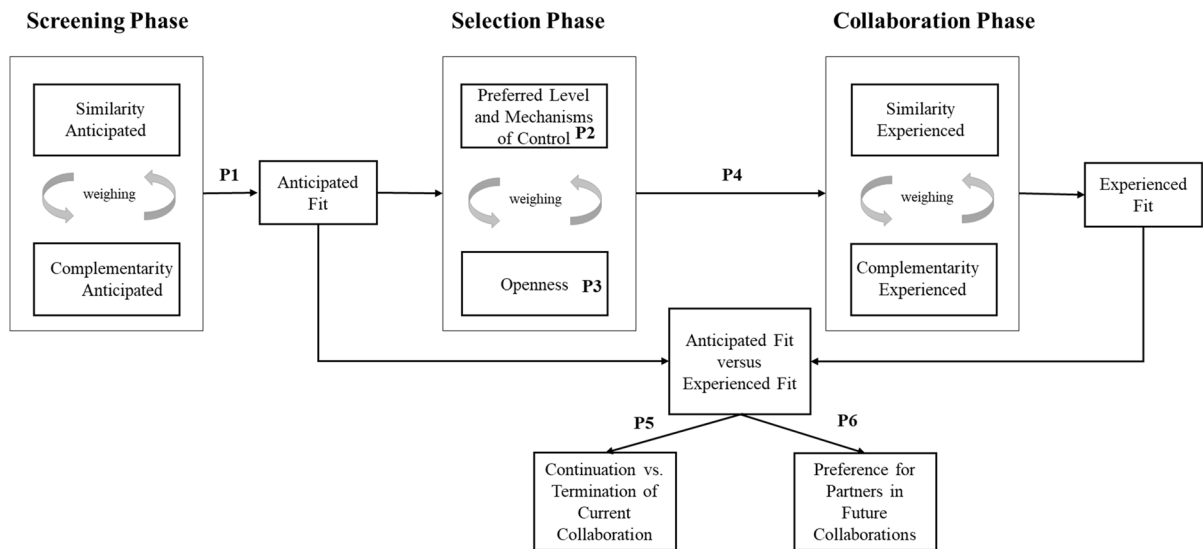 Screening Phase
Selection Phase
Collaboration Phase
Similarity
Anticipated
weighing
Complementarity
Anticipated
P1
Anticipated
Fit
Preferred Level
and Mechanisms
of Control P2
weighing
Openness P3
P4
Similarity
Experienced
weighing
Complementarity
Experienced
Experienced
Fit
Anticipated Fit
versus
Experienced Fit
P5
P6
Continuation vs.
Termination of
Current
Collaboration
Preference for
Partners in
Future
Collaborations